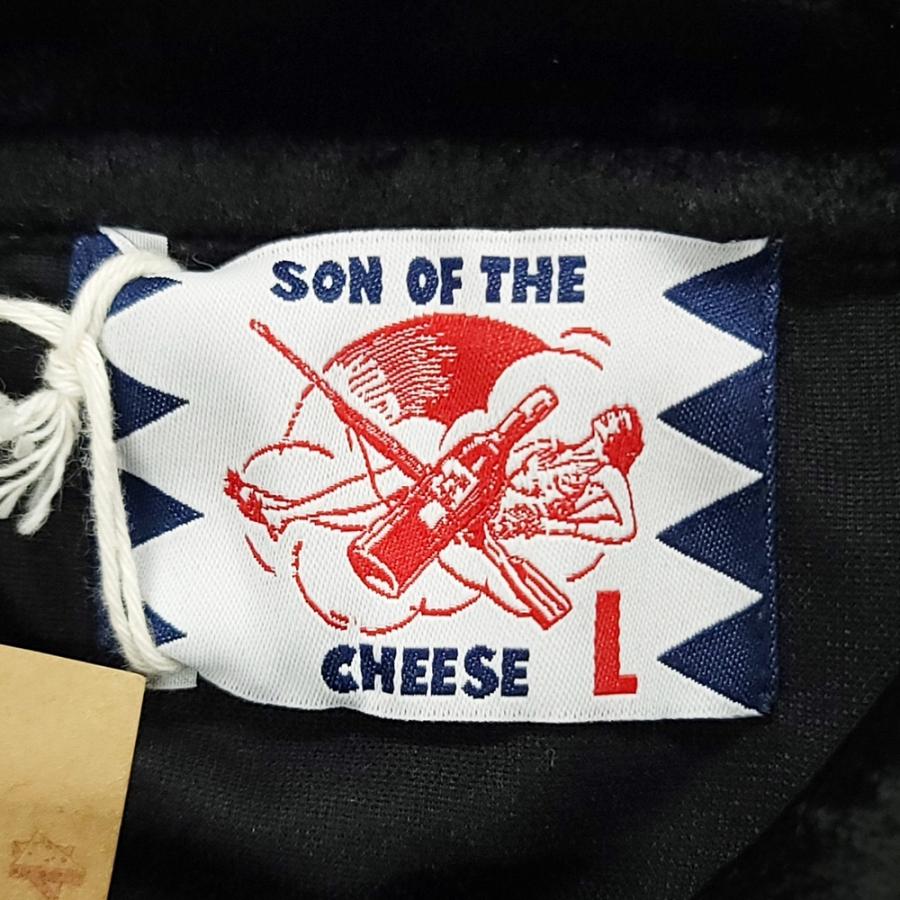 SON OF THE
CHEESE
L